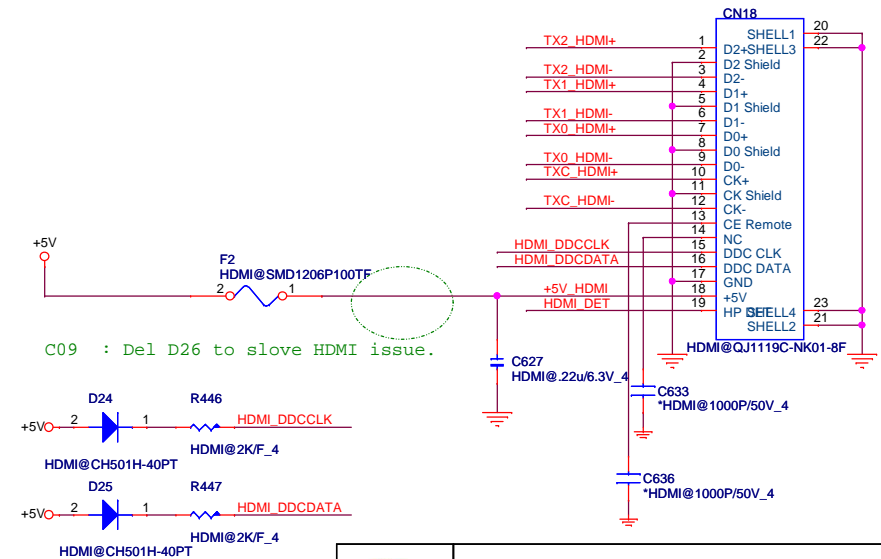 CN18
TX2_HDMI+ 1 D2+ SHELL1 20
2 D2 Shield SHELL3 22
TX2_HDMI- 3 D2-
TX1_HDMI+ 4 D1+
5 D1 Shield
TX1_HDMI- 6 D1-
TX0_HDMI+ 7 D0+
8 D0 Shield
TX0_HDMI- 9 D0-
TXC_HDMI+ 10 CK+
11 CK Shield
TXC_HDMI- 12 CK-
13 CE Remote
14 NC
HDMI_DDCCLK 15 DDC CLK
HDMI_DDCDATA 16 DDC DATA
17 GND
+5V_HDMI 18 +5V
HDMI_DET 19 HP DET SHELL4 23
SHELL2 21
HDMI@QJ1119C-NK01-8F
+5V
F2
HDMI@SMD1206P100TF
2 1
C09 : Del D26 to slove HDMI issue.
C627
HDMI@.22u/6.3V_4
C633
*HDMI@1000P/50V_4
C636
*HDMI@1000P/50V_4
D24 R446
+5V 2 1 HDMI_DDCCLK
HDMI@2K/F_4
HDMI@CH501H-40PT
D25 R447
+5V 2 1 HDMI_DDCDATA
HDMI@2K/F_4
HDMI@CH501H-40PT